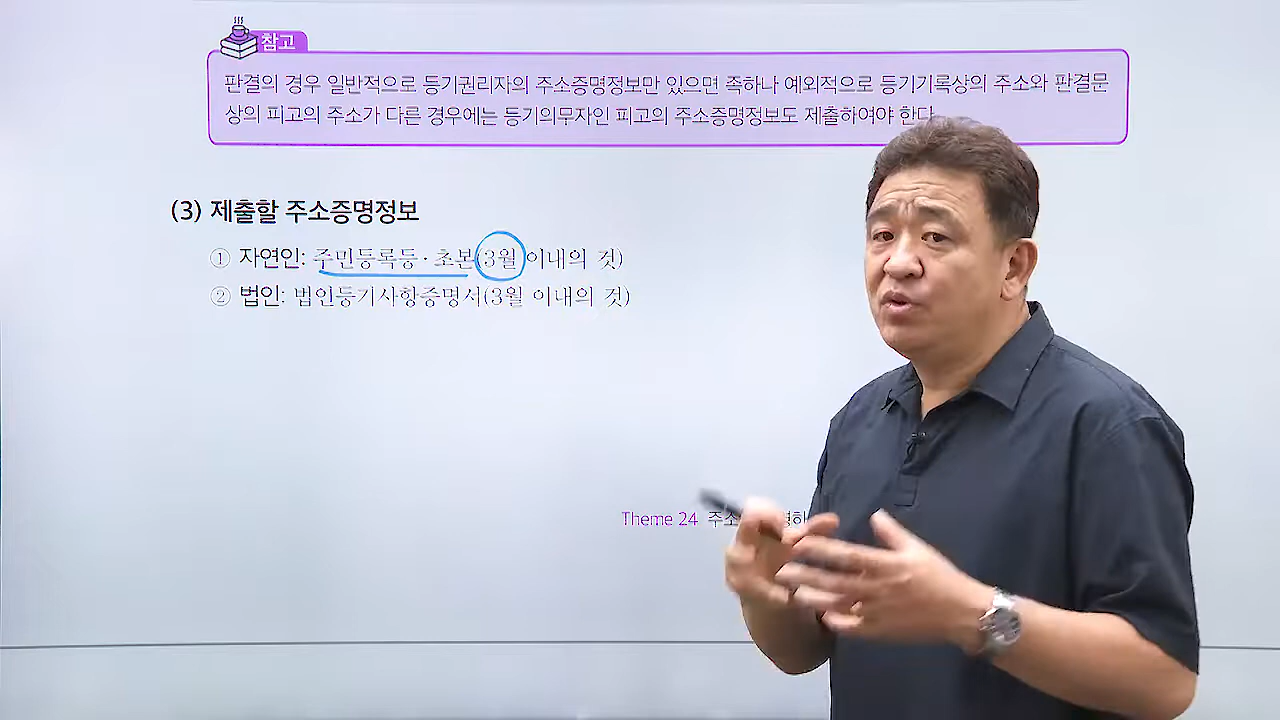 참고
판결의 경우 일반적으로 등기권리자의 주소증명정보만 있으면 족하나 예외적으로 등기기록상의 주소와 판결문
상의 피고의 주소가 다른 경우에는 등기의무자인 피고의 주소증명정보도 제출하여야 한다
(3) 제출할 주소증명정보
① 자연인: 주민등록등·초본(3월 이내의 것)
② 법인: 법인등기사항증명서(3월 이내의 것)
Theme 24